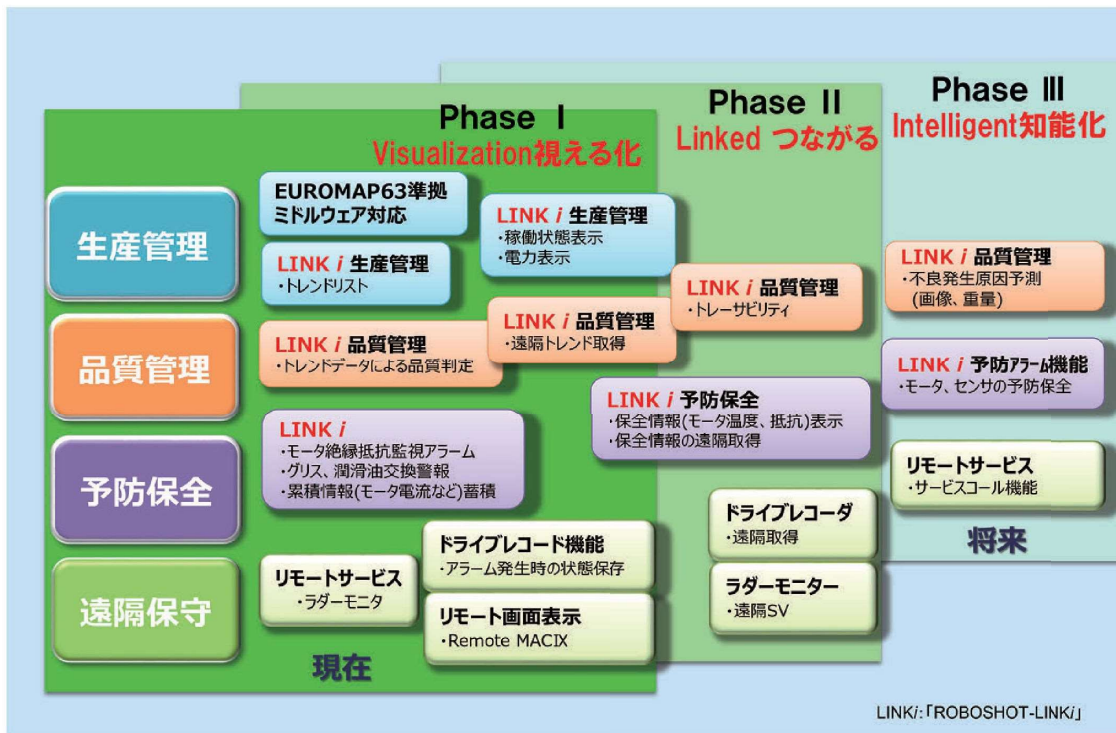 Phase Ⅰ
Visualization視える化
Phase Ⅱ
Linked つながる
Phase Ⅲ
Intelligent知能化
生産管理
EUROMAP63準拠
ミドルウェア対応
LINK i 生産管理
・トレンドリスト
LINK i 生産管理
・稼働状態表示
・電力表示
品質管理
LINK i 品質管理
・トレンドデータによる品質判定
LINK i 品質管理
・遠隔トレンド取得
LINK i 品質管理
・トレーサビリティ
LINK i 品質管理
・不良発生原因予測
(画像、重量)
予防保全
LINK i
・モータ絶縁抵抗監視アラーム
・グリス、潤滑油交換警報
・累積情報(モータ電流など)蓄積
LINK i 予防保全
・保全情報(モータ温度、抵抗)表示
・保全情報の遠隔取得
LINK i 予防アラーム機能
・モータ、センサの予防保全
遠隔保守
リモートサービス
・ラダーモニタ
ドライブレコード機能
・アラーム発生時の状態保存
リモート画面表示
・Remote MACIX
ドライブレコーダ
・遠隔取得
ラダーモニター
・遠隔SV
リモートサービス
・サービスコール機能
現在
将来
LINKi:「ROBOSHOT-LINKi」